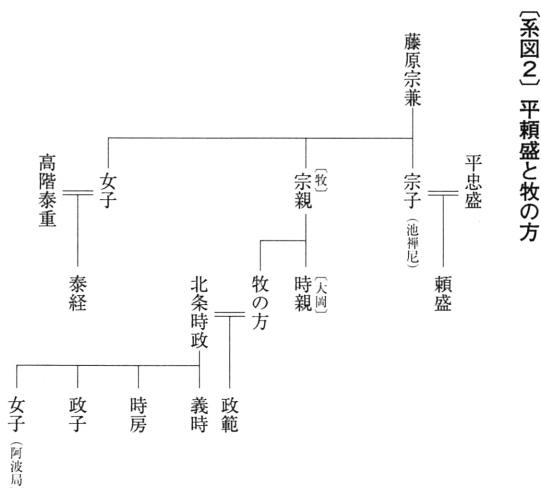 〔系図2〕 平頼盛と牧の方
藤原宗兼
平忠盛
宗子(池禅尼)
〔牧〕
宗親
女子
高階泰重
頼盛
〔大岡〕
時親
牧の方
北条時政
泰経
政範
義時
時房
政子
女子(阿波局)